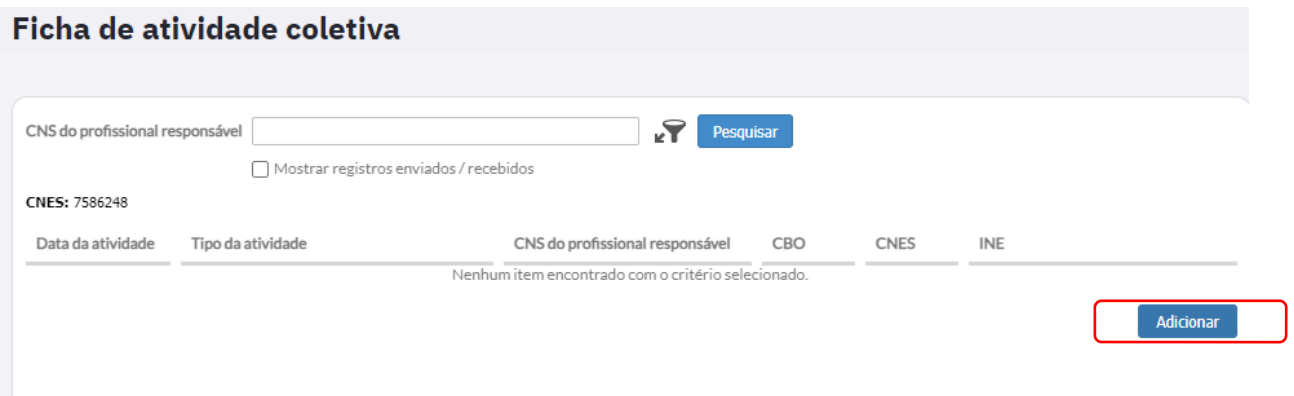 Ficha de atividade coletiva
CNS do profissional responsável Pesquisar
Mostrar registros enviados / recebidos
CNES: 7586248
Data da atividade Tipo da atividade CNS do profissional responsável CBO CNES INE
Nenhum item encontrado com o critério selecionado.
Adicionar